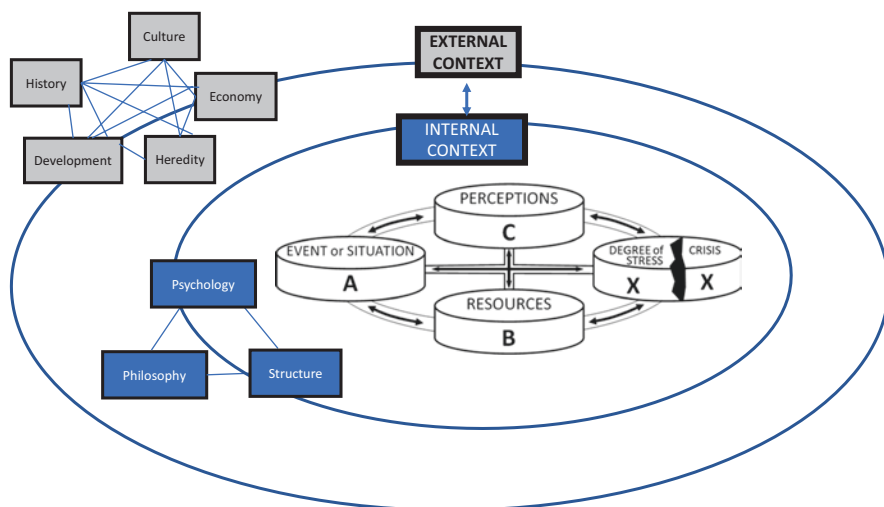 Culture
EXTERNAL
CONTEXT
History
Economy
INTERNAL
CONTEXT
Development
Heredity
PERCEPTIONS
C
EVENT or SITUATION
A
DEGREE of
STRESS
X
CRISIS
X
RESOURCES
B
Psychology
Philosophy
Structure